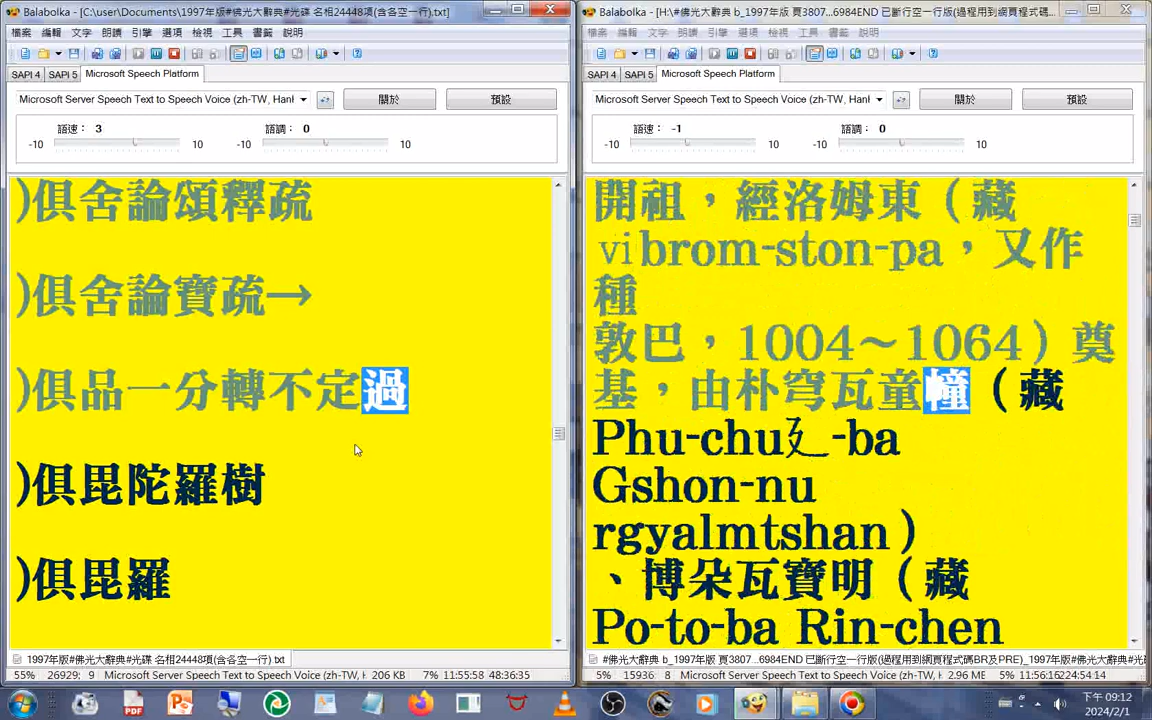 Balabolka - [C:\user\Documents\1997年版#佛光大辭典#光碟 名相24448項(含各空一行).txt]
檔案 編輯 文字 朗讀 引擎 選項 檢視 工具 書籤 說明
SAPI 4 SAPI 5 Microsoft Speech Platform
Microsoft Server Speech Text to Speech Voice (zh-TW, Hanl
關於
預設
語速： 3
語調： 0
-10 10 -10 10
)俱舍論頌釋疏
)俱舍論寶疏→
)俱品一分轉不定過
)俱毘陀羅樹
)俱毘羅
1997年版#佛光大辭典#光碟 名相24448項(含各空一行).txt
55% 26929: 9 Microsoft Server Speech Text to Speech Voice (zh-TW, H 206 KB 7% 11:55:58 48:36:35
Balabolka - [H:\#佛光大辭典 b_1997年版 頁3807...6984END 已斷行空一行版(過程用到網頁程式碼...
檔案 編輯 文字 朗讀 引擎 選項 檢視 工具 書籤 說明
SAPI 4 SAPI 5 Microsoft Speech Platform
Microsoft Server Speech Text to Speech Voice (zh-TW, Hanl
關於
預設
語速： -1
語調： 0
-10 10 -10 10
開祖，經洛姆東（藏
vibrom-ston-pa，又作
種
敦巴，1004～1064）奠
基，由朴穹瓦童幢（藏
Phu-chu廴-ba
Gshon-nu
rgyalmtshan）
、博朵瓦寶明（藏
Po-to-ba Rin-chen
#佛光大辭典 b_1997年版 頁3807...6984END 已斷行空一行版(過程用到網頁程式碼BR及PRE)_1997年版#佛光
5% 15936: 8 Microsoft Server Speech Text to Speech Voice (zh-TW, H 2.96 ME 5% 11:56:16 224:54:14
下午 09:12
2024/2/1